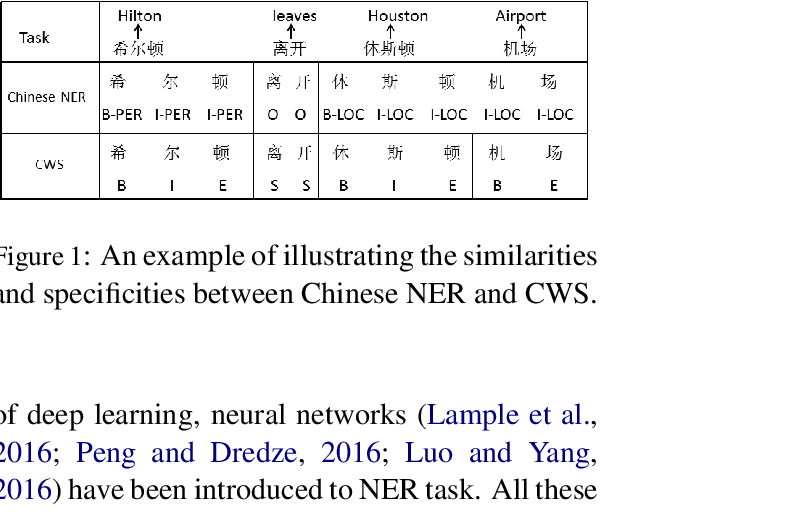 Hilton leaves Houston Airport
Task
希尔顿 离开 休斯顿 机场
希 尔 顿 离 开 休 斯 顿 机 场
Chinese NER
B-PER I-PER I-PER O O B-LOC I-LOC I-LOC I-LOC I-LOC
希 尔 顿 离 开 休 斯 顿 机 场
CWS
B I E S S B I E B E
Figure 1: An example of illustrating the similarities
and specificities between Chinese NER and CWS.
of deep learning, neural networks (Lample et al.,
2016; Peng and Dredze, 2016; Luo and Yang,
2016) have been introduced to NER task. All these